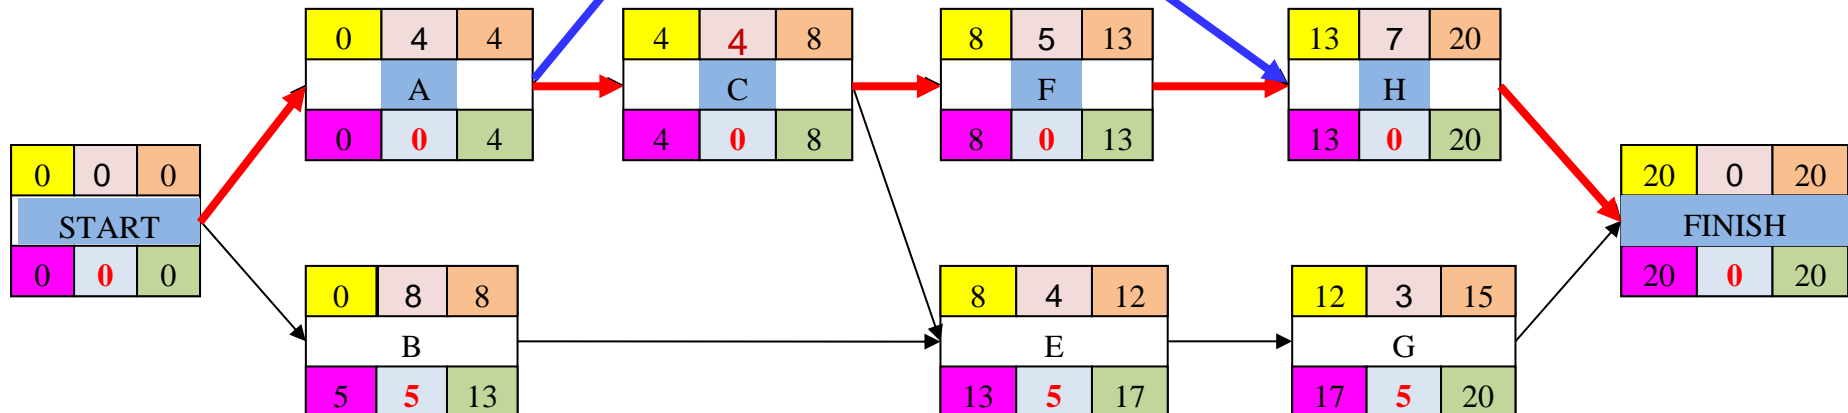 0 4 4
4 4 8
8 5 13
13 7 20
A
C
F
H
0 0 4
4 0 8
8 0 13
13 0 20
0 0 0
20 0 20
START
FINISH
0 0 0
20 0 20
0 8 8
8 4 12
12 3 15
B
E
G
5 5 13
13 5 17
17 5 20